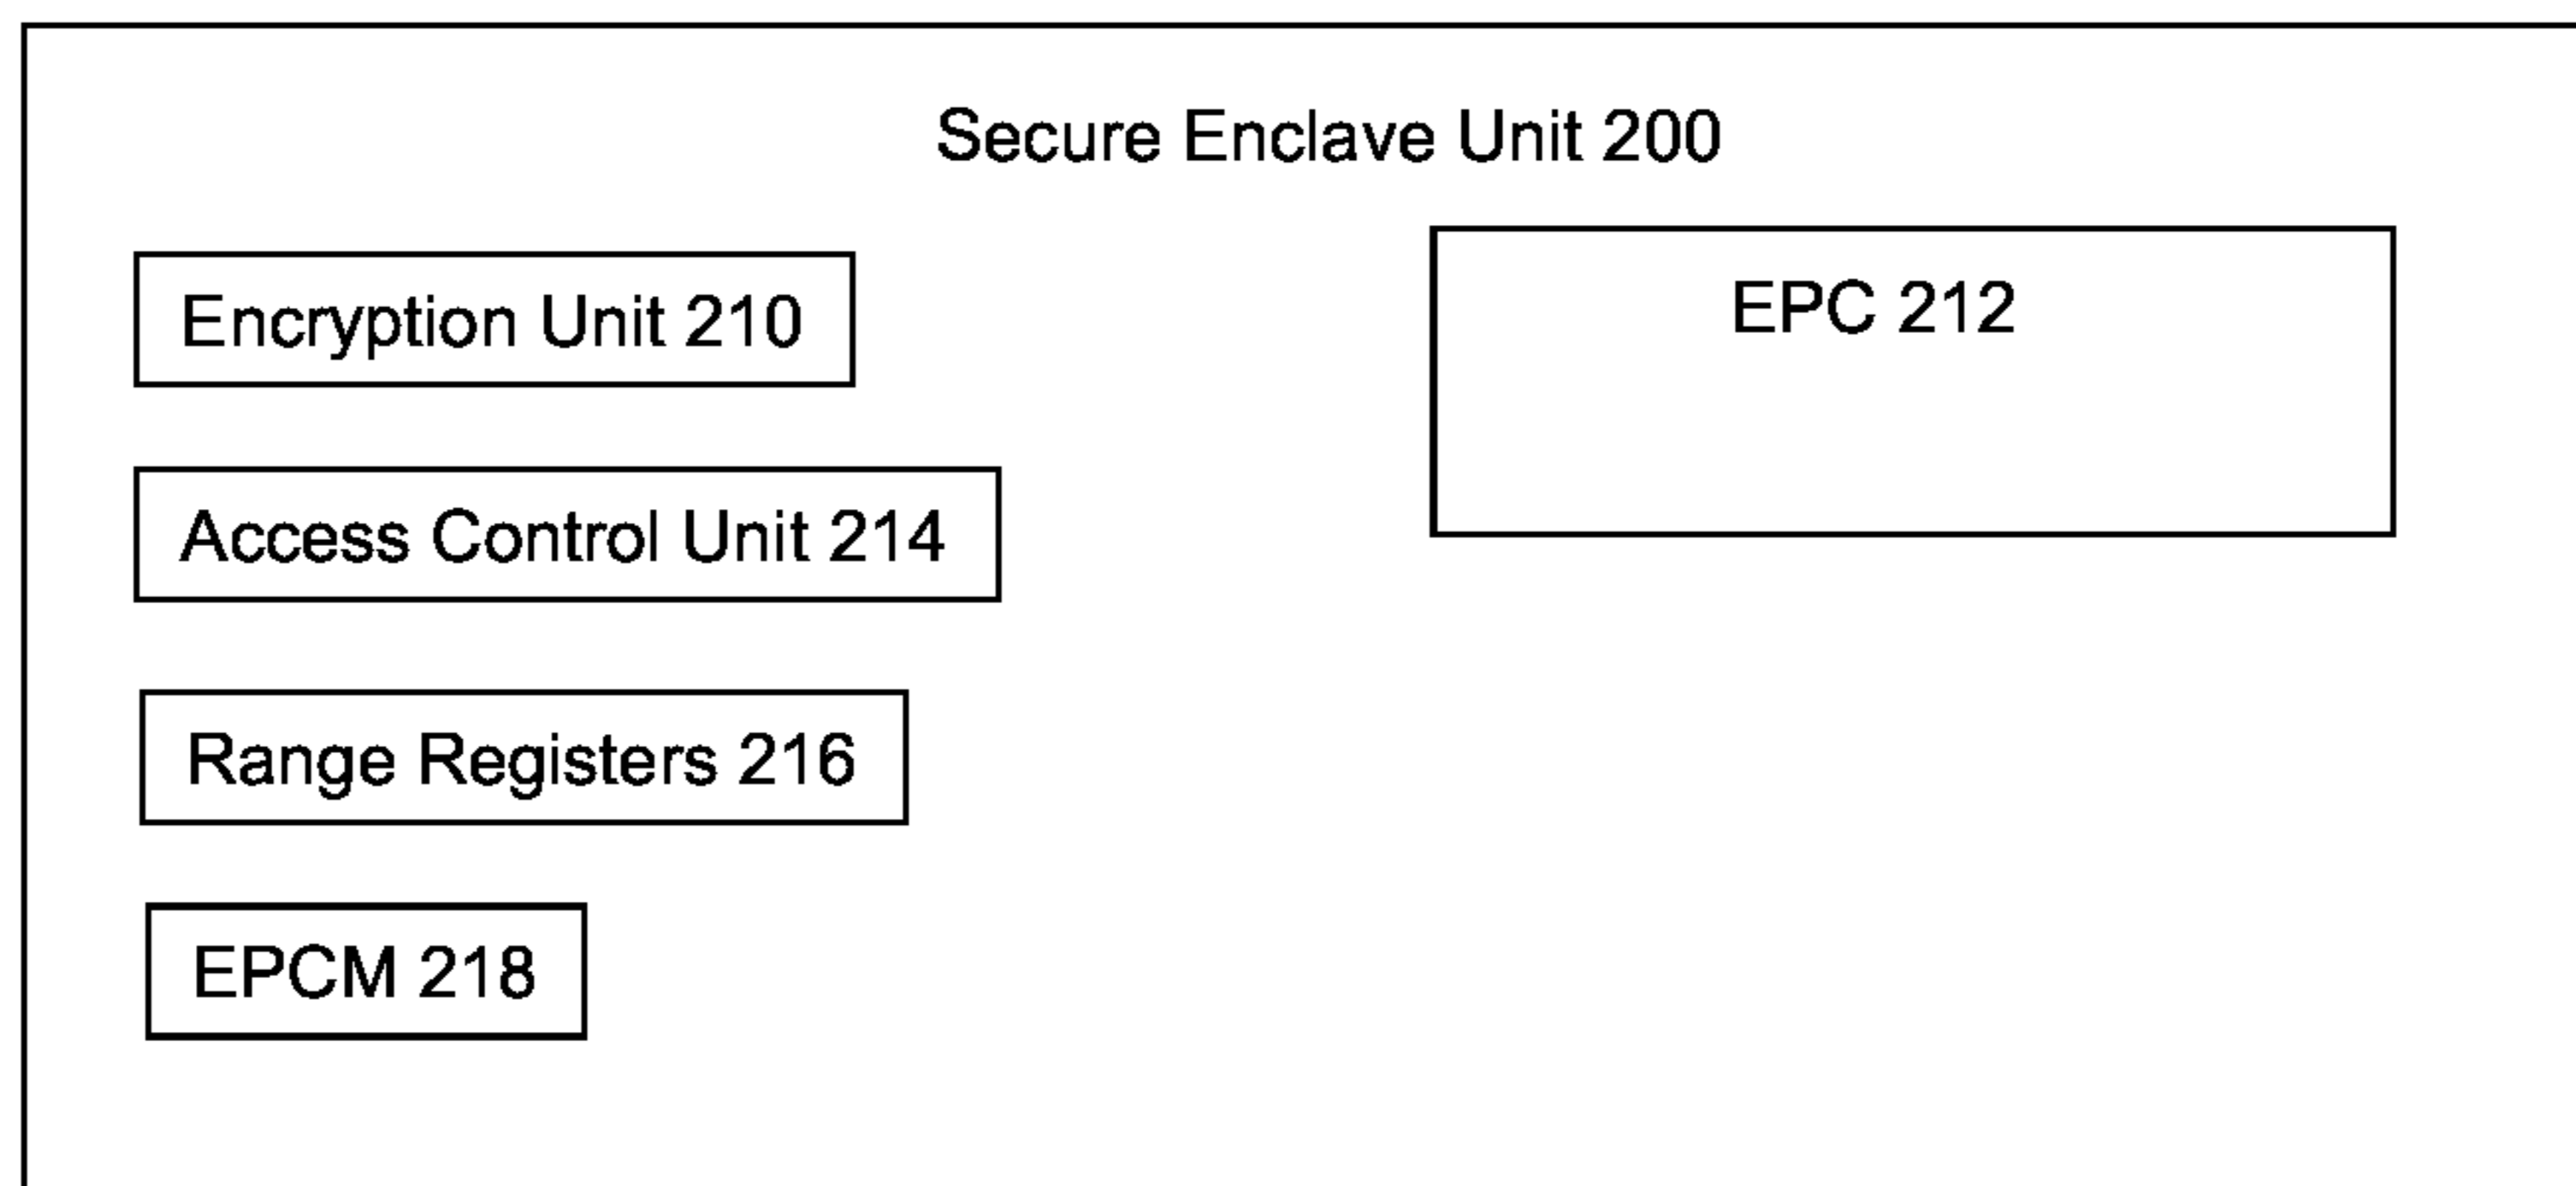 Secure Enclave Unit 200
Encryption Unit 210
EPC 212
Access Control Unit 214
Range Registers 216
EPCM 218